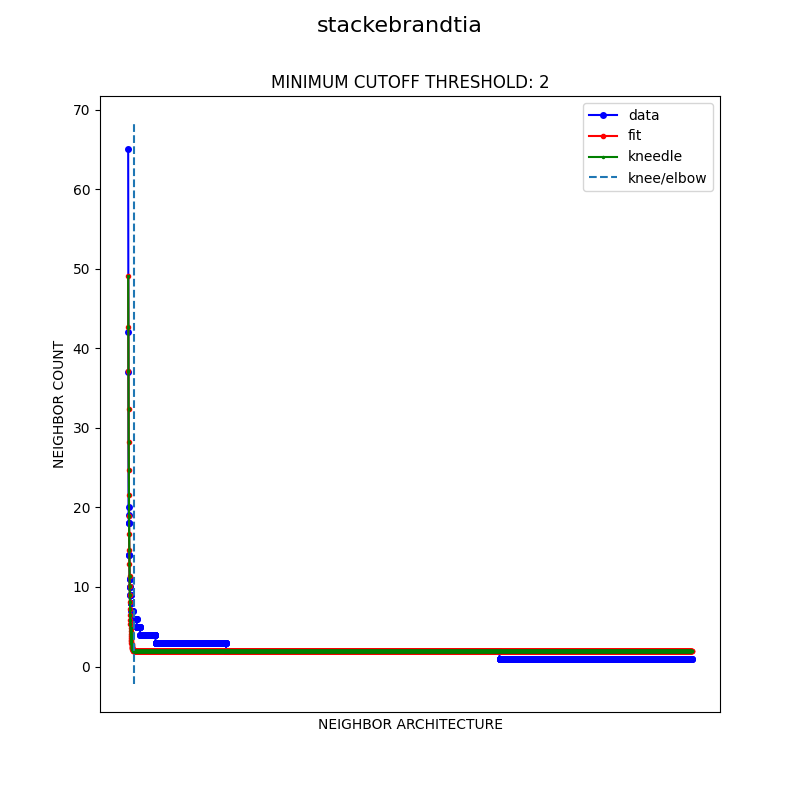 stackebrandtia
MINIMUM CUTOFF THRESHOLD: 2
70
60
50
40
30
20
10
0
NEIGHBOR COUNT
data
fit
kneedle
knee/elbow
NEIGHBOR ARCHITECTURE